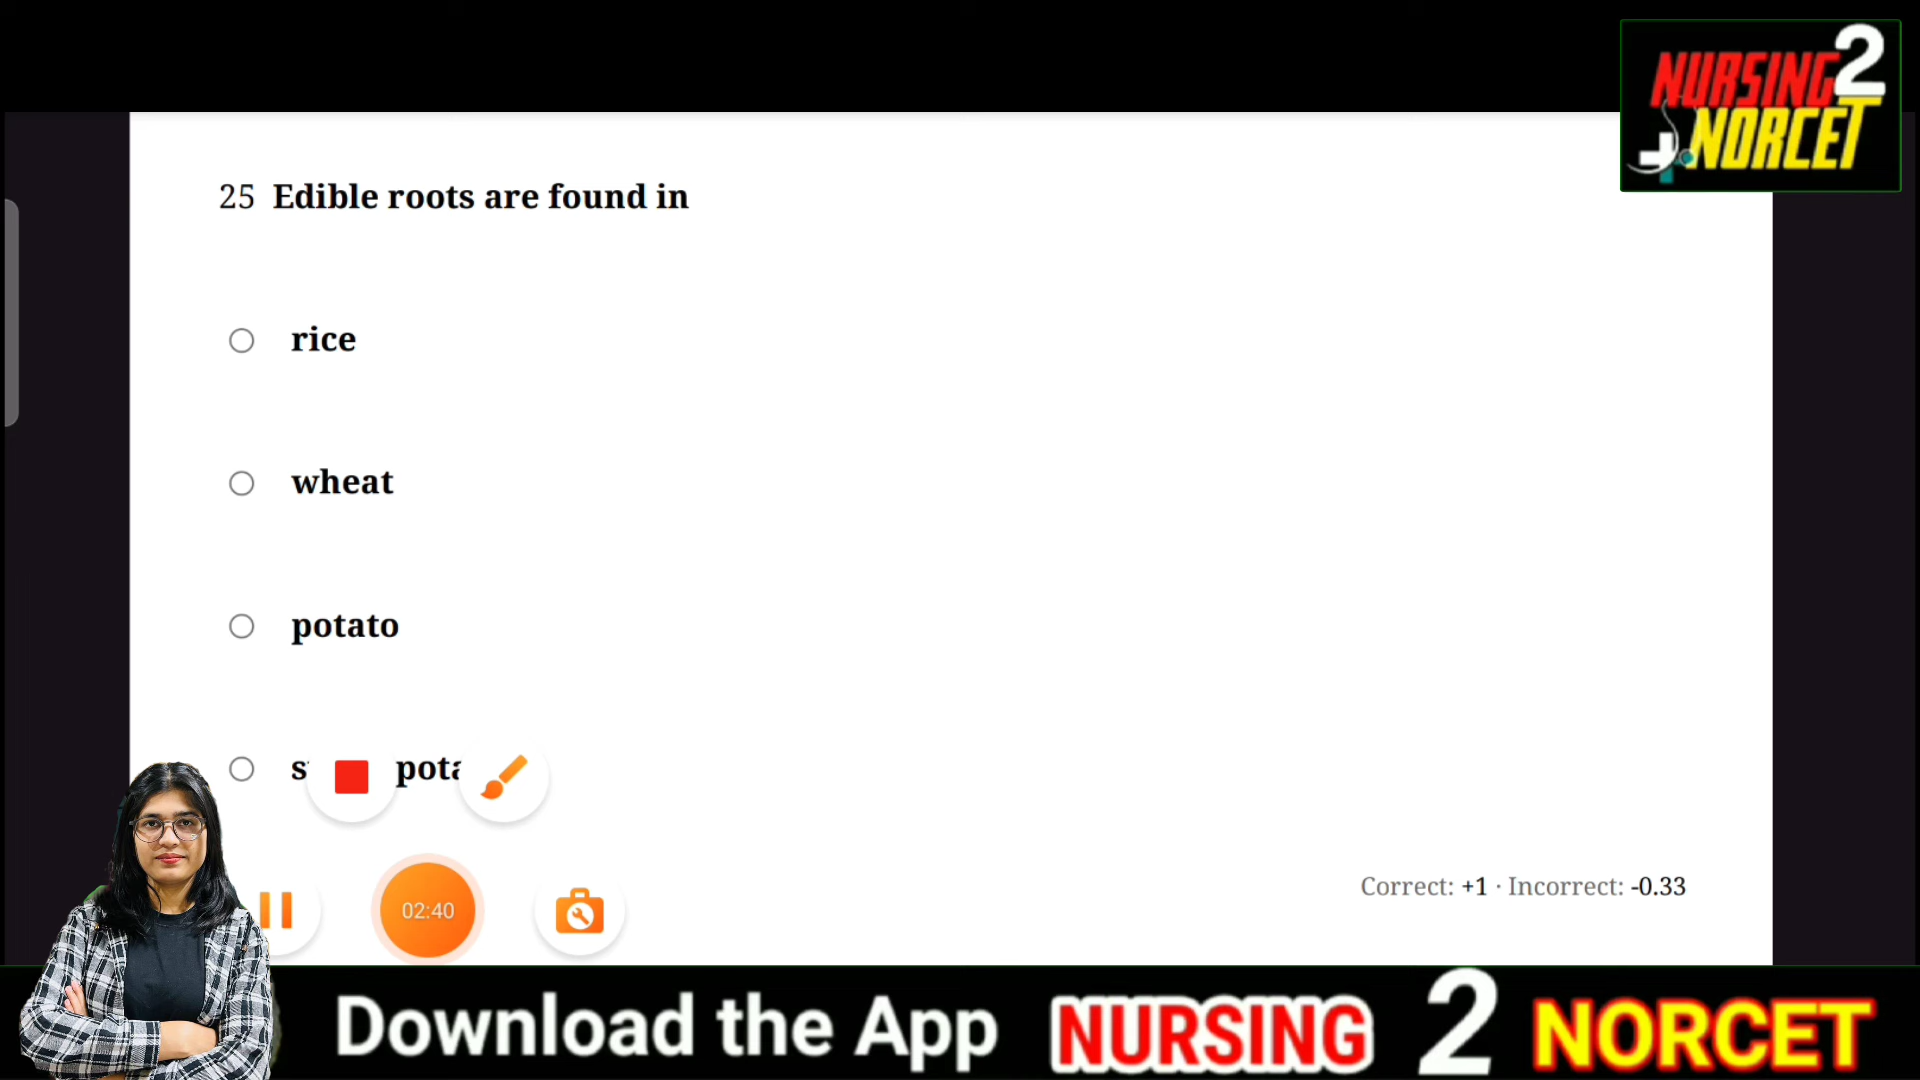 NURSING 2
NORCET
25 Edible roots are found in
rice
wheat
potato
02:40
Correct: +1 · Incorrect: -0.33
Download the App NURSING 2 NORCET